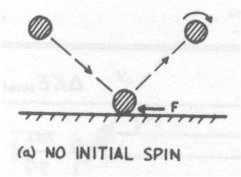 F
(a) NO INITIAL SPIN